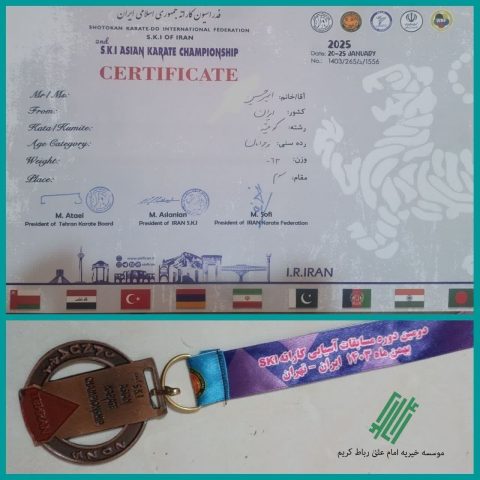 فدراسیون کاراته جمهوری اسلامی ایران
SHOTOKAN KARATE-DO INTERNATIONAL FEDERATION
S.K.I OF IRAN
2nd S.K.I ASIAN KARATE CHAMPIONSHIP
CERTIFICATE
2025
Date: 20-25 JANUARY
No.: 1403/265/د/1556
Mr / Ms: آقا/خانم: امیرحسین
From: کشور: ایران
Kata/Kumite: رشته: کومیته
Age Category: رده سنی:
Weight: وزن:
Place: مقام: سوم
M. Ataei
President of Tehran Karate Board
M. Aslanian
President of IRAN S.K.I
M. Sofi
President of IRAN Karate Federation
I.R.IRAN
دومین دوره مسابقات آسیایی کاراته SKI
بهمن ماه ۱۴۰۳ ایران - تهران
موسسه خیریه امام علی رباط کریم